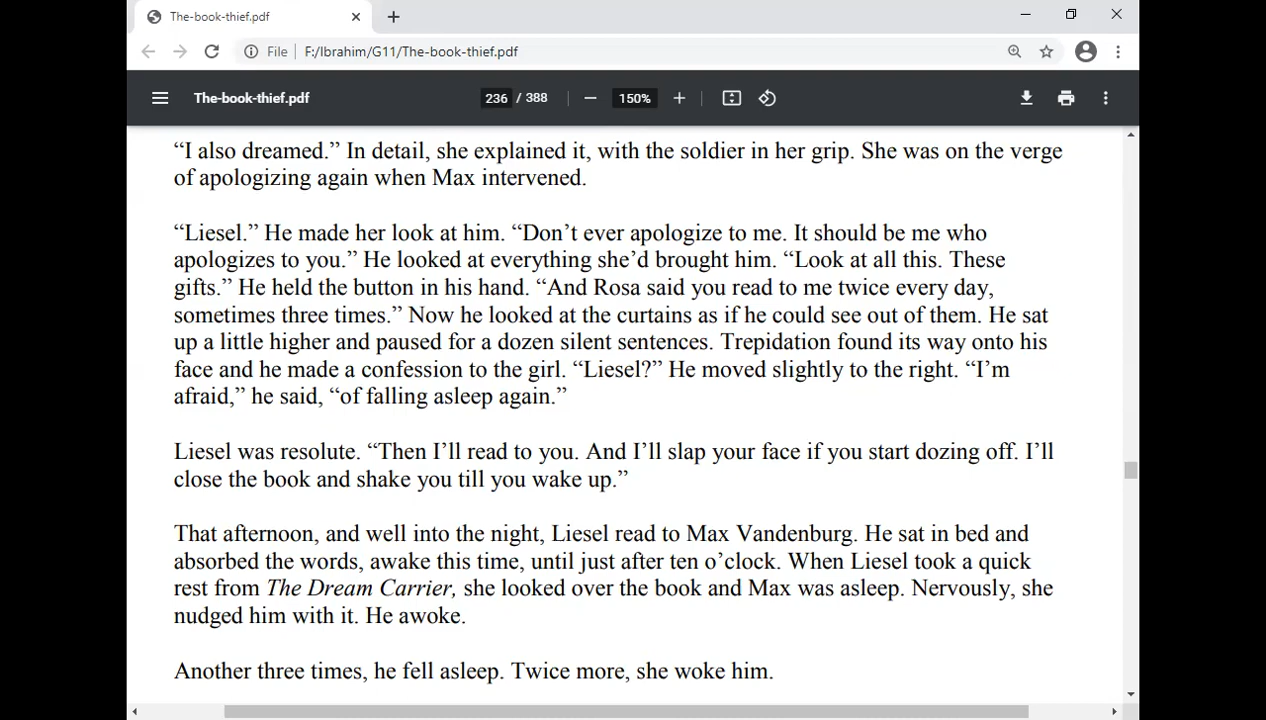 The-book-thief.pdf
File F:/Ibrahim/G11/The-book-thief.pdf
The-book-thief.pdf 236 / 388 150%
“I also dreamed.” In detail, she explained it, with the soldier in her grip. She was on the verge
of apologizing again when Max intervened.
“Liesel.” He made her look at him. “Don’t ever apologize to me. It should be me who
apologizes to you.” He looked at everything she’d brought him. “Look at all this. These
gifts.” He held the button in his hand. “And Rosa said you read to me twice every day,
sometimes three times.” Now he looked at the curtains as if he could see out of them. He sat
up a little higher and paused for a dozen silent sentences. Trepidation found its way onto his
face and he made a confession to the girl. “Liesel?” He moved slightly to the right. “I’m
afraid,” he said, “of falling asleep again.”
Liesel was resolute. “Then I’ll read to you. And I’ll slap your face if you start dozing off. I’ll
close the book and shake you till you wake up.”
That afternoon, and well into the night, Liesel read to Max Vandenburg. He sat in bed and
absorbed the words, awake this time, until just after ten o’clock. When Liesel took a quick
rest from The Dream Carrier, she looked over the book and Max was asleep. Nervously, she
nudged him with it. He awoke.
Another three times, he fell asleep. Twice more, she woke him.